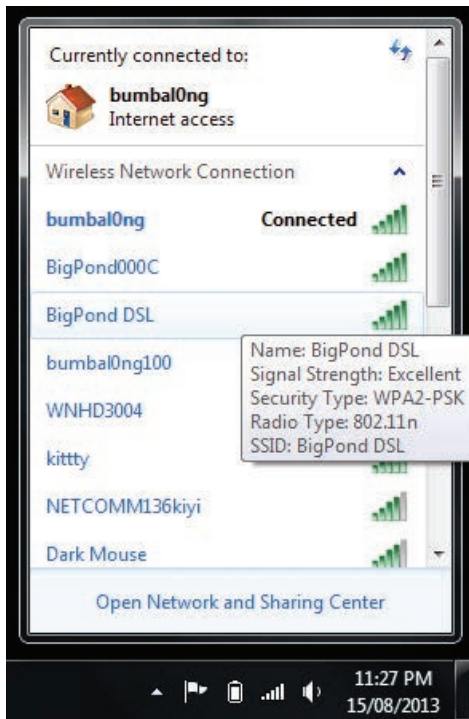 Currently connected to:
bumbal0ng
Internet access
Wireless Network Connection
bumbal0ng Connected
BigPond000C
BigPond DSL
Name: BigPond DSL
Signal Strength: Excellent
Security Type: WPA2-PSK
Radio Type: 802.11n
SSID: BigPond DSL
bumbal0ng100
WNHD3004
kittty
NETCOMM136kiyi
Dark Mouse
Open Network and Sharing Center
11:27 PM
15/08/2013